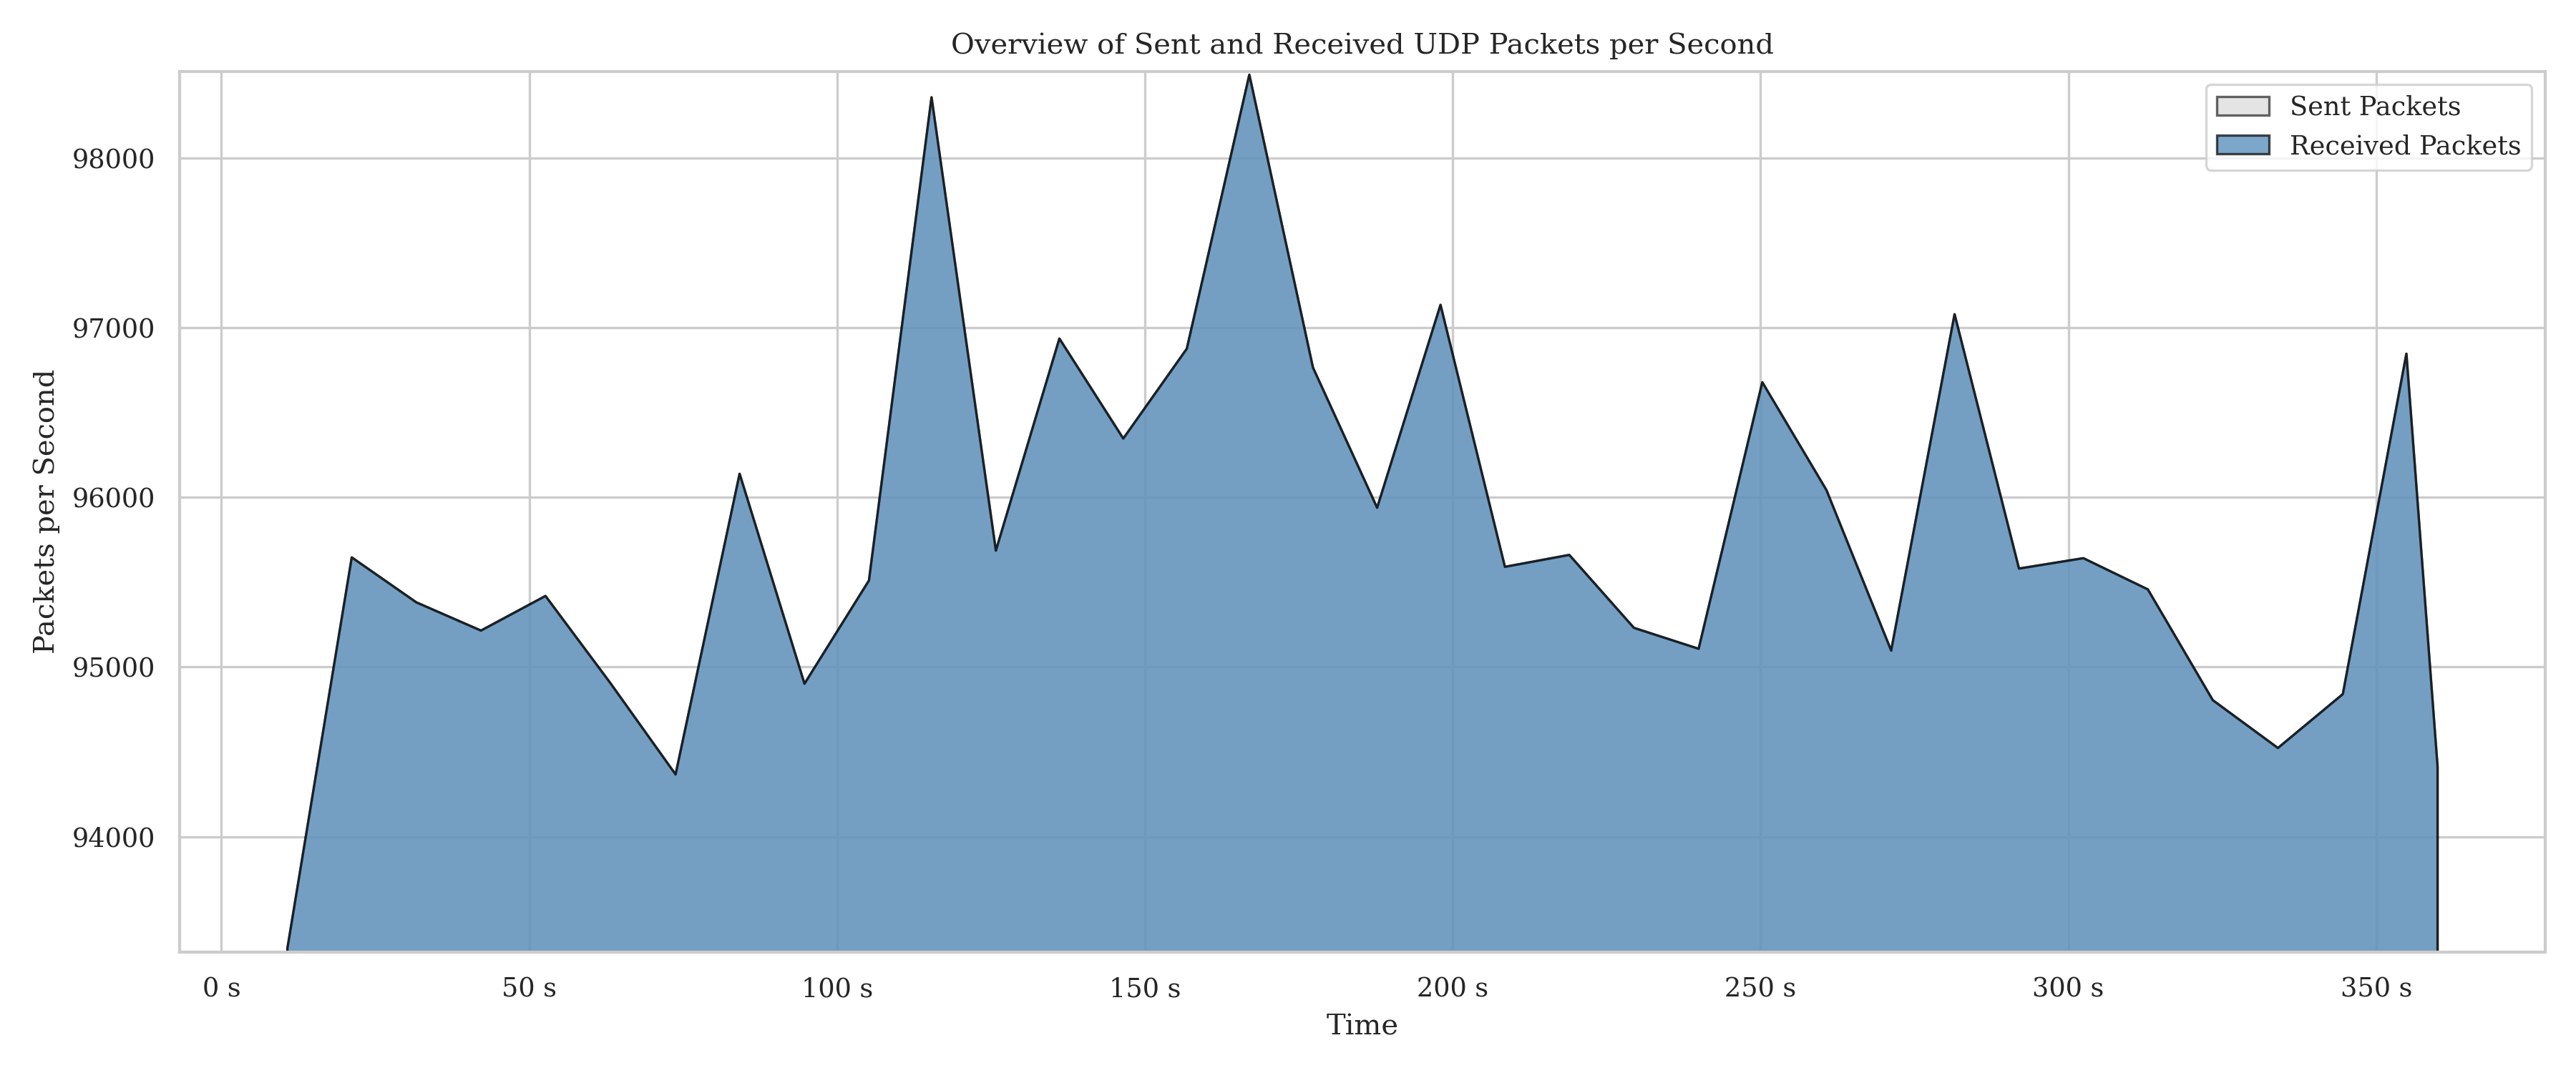 Overview of Sent and Received UDP Packets per Second
Sent Packets
Received Packets
Packets per Second
98000
97000
96000
95000
94000
0 s
50 s
100 s
150 s
200 s
250 s
300 s
350 s
Time